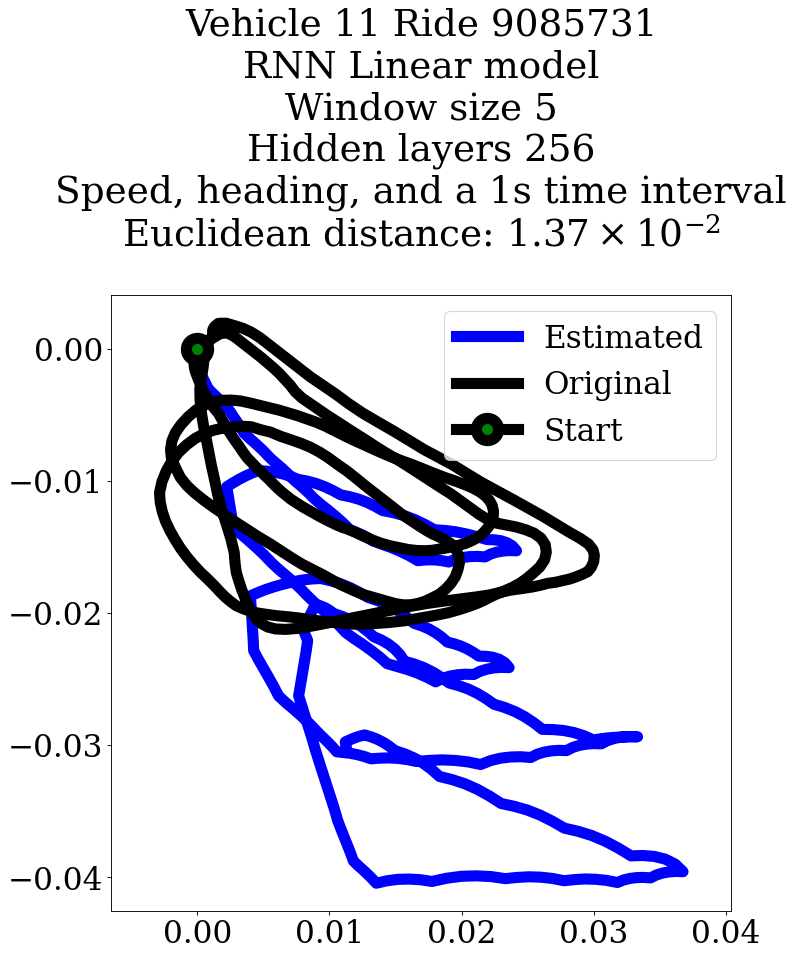 Vehicle 11 Ride 9085731
RNN Linear model
Window size 5
Hidden layers 256
Speed, heading, and a 1s time interval
Euclidean distance: 1.37 × 10⁻²
Estimated
Original
Start
0.00
−0.01
−0.02
−0.03
−0.04
0.00 0.01 0.02 0.03 0.04